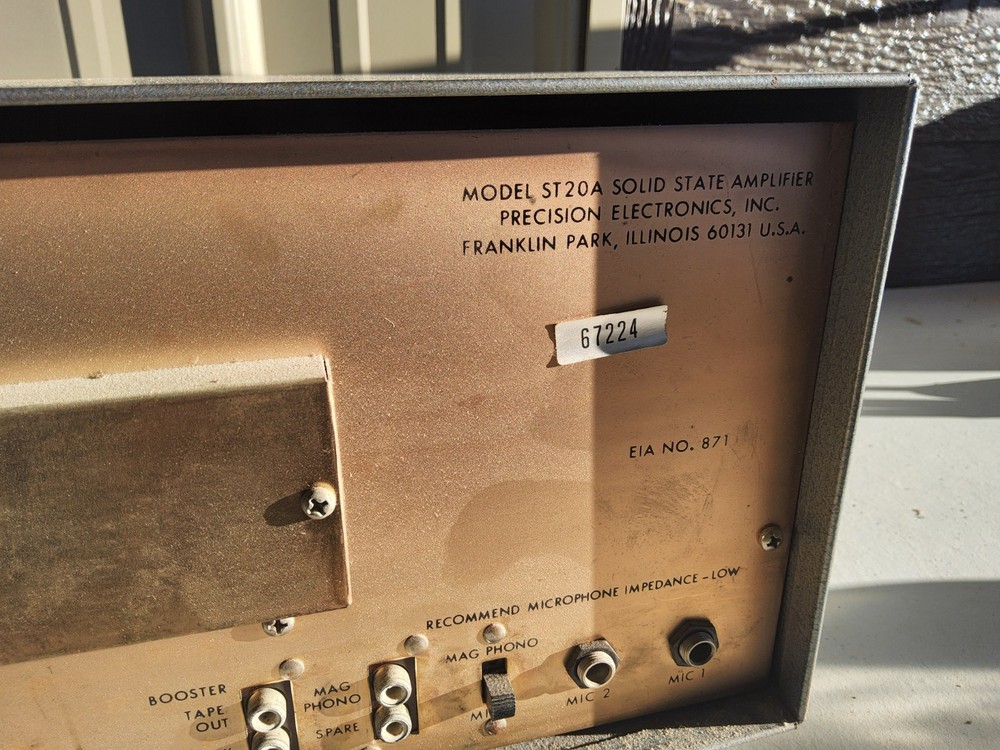 MODEL ST20A SOLID STATE AMPLIFIER
PRECISION ELECTRONICS, INC.
FRANKLIN PARK, ILLINOIS 60131 U.S.A.
67224
EIA NO. 871
RECOMMEND MICROPHONE IMPEDANCE - LOW
MAG PHONO
BOOSTER
TAPE
OUT
MAG
PHONO
SPARE
MIC 2
MIC 1